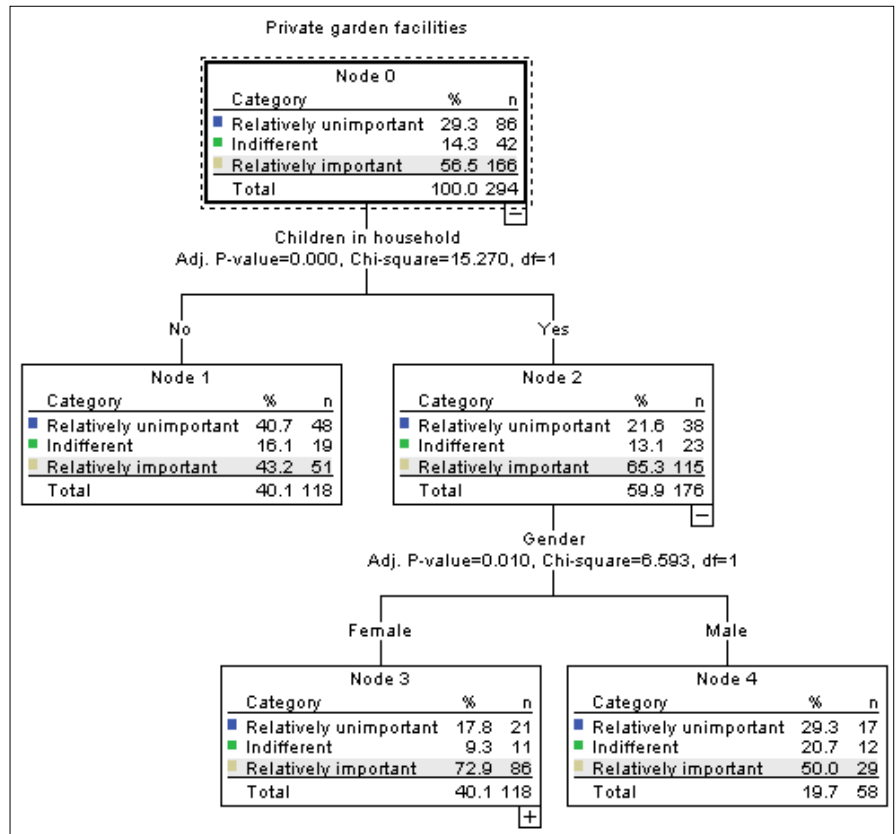 Private garden facilities
Node 0
Category % n
Relatively unimportant 29.3 86
Indifferent 14.3 42
Relatively important 56.5 166
Total 100.0 294
Children in household
Adj. P-value=0.000, Chi-square=15.270, df=1
No
Yes
Node 1
Category % n
Relatively unimportant 40.7 48
Indifferent 16.1 19
Relatively important 43.2 51
Total 40.1 118
Node 2
Category % n
Relatively unimportant 21.6 38
Indifferent 13.1 23
Relatively important 65.3 115
Total 59.9 176
Gender
Adj. P-value=0.010, Chi-square=6.593, df=1
Female
Male
Node 3
Category % n
Relatively unimportant 17.8 21
Indifferent 9.3 11
Relatively important 72.9 86
Total 40.1 118
Node 4
Category % n
Relatively unimportant 29.3 17
Indifferent 20.7 12
Relatively important 50.0 29
Total 19.7 58